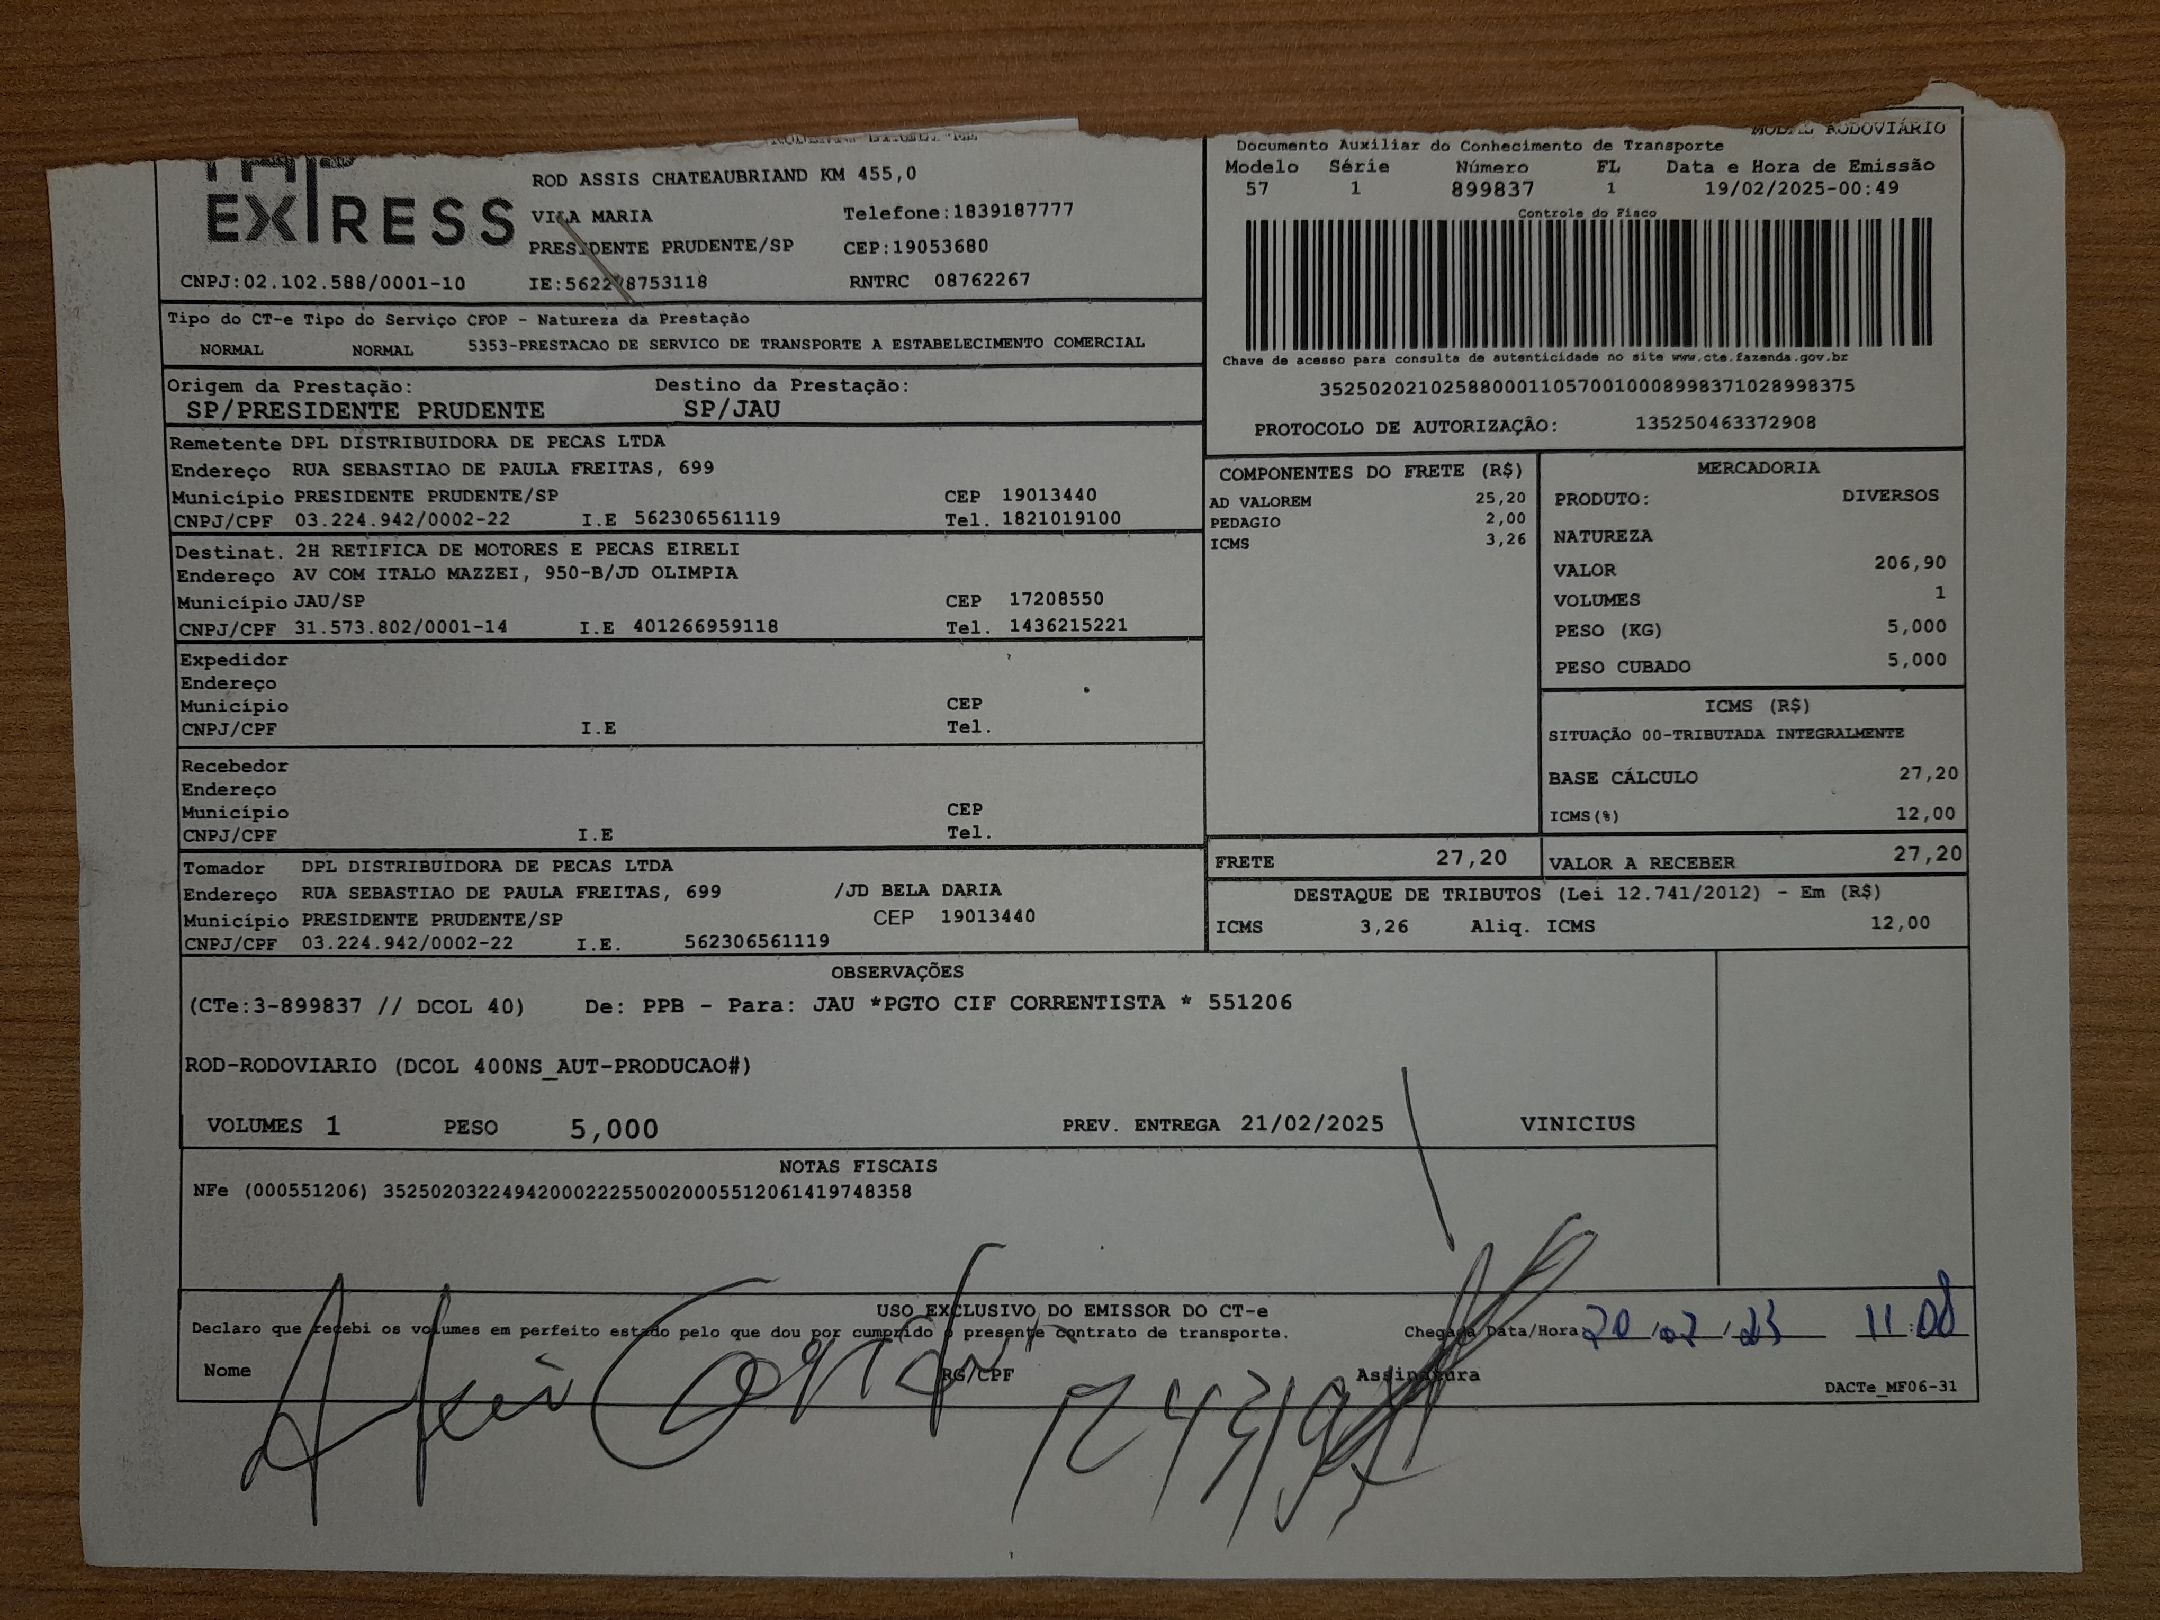 MODAL RODOVIÁRIO
EXPRESS
ROD ASSIS CHATEAUBRIAND KM 455,0
VILA MARIA Telefone:1839187777
PRESIDENTE PRUDENTE/SP CEP:19053680
CNPJ:02.102.588/0001-10 IE:562278753118 RNTRC 08762267
Documento Auxiliar do Conhecimento de Transporte
Modelo Série Número FL Data e Hora de Emissão
57 1 899837 1 19/02/2025-00:49
Controle do Fisco
Chave de acesso para consulta de autenticidade no site www.cte.fazenda.gov.br
35250202102588000110570010008998371028998375
PROTOCOLO DE AUTORIZAÇÃO: 135250463372908
Tipo do CT-e Tipo do Serviço CFOP - Natureza da Prestação
NORMAL NORMAL 5353-PRESTACAO DE SERVICO DE TRANSPORTE A ESTABELECIMENTO COMERCIAL
Origem da Prestação: Destino da Prestação:
SP/PRESIDENTE PRUDENTE SP/JAU
Remetente DPL DISTRIBUIDORA DE PECAS LTDA
Endereço RUA SEBASTIAO DE PAULA FREITAS, 699
Município PRESIDENTE PRUDENTE/SP CEP 19013440
CNPJ/CPF 03.224.942/0002-22 I.E 562306561119 Tel. 1821019100
Destinat. 2H RETIFICA DE MOTORES E PECAS EIRELI
Endereço AV COM ITALO MAZZEI, 950-B/JD OLIMPIA
Município JAU/SP CEP 17208550
CNPJ/CPF 31.573.802/0001-14 I.E 401266959118 Tel. 1436215221
Expedidor
Endereço
Município CEP
CNPJ/CPF I.E Tel.
Recebedor
Endereço
Município CEP
CNPJ/CPF I.E Tel.
Tomador DPL DISTRIBUIDORA DE PECAS LTDA
Endereço RUA SEBASTIAO DE PAULA FREITAS, 699 /JD BELA DARIA
Município PRESIDENTE PRUDENTE/SP CEP 19013440
CNPJ/CPF 03.224.942/0002-22 I.E. 562306561119
COMPONENTES DO FRETE (R$)
AD VALOREM 25,20
PEDAGIO 2,00
ICMS 3,26
MERCADORIA
PRODUTO: DIVERSOS
NATUREZA
VALOR 206,90
VOLUMES 1
PESO (KG) 5,000
PESO CUBADO 5,000
ICMS (R$)
SITUAÇÃO 00-TRIBUTADA INTEGRALMENTE
BASE CÁLCULO 27,20
ICMS(%) 12,00
FRETE 27,20 VALOR A RECEBER 27,20
DESTAQUE DE TRIBUTOS (Lei 12.741/2012) - Em (R$)
ICMS 3,26 Aliq. ICMS 12,00
OBSERVAÇÕES
(CTe:3-899837 // DCOL 40) De: PPB - Para: JAU *PGTO CIF CORRENTISTA * 551206
ROD-RODOVIARIO (DCOL 400NS_AUT-PRODUCAO#)
VOLUMES 1 PESO 5,000 PREV. ENTREGA 21/02/2025 VINICIUS
NOTAS FISCAIS
NFe (000551206) 35250203224942000222550020005512061419748358
USO EXCLUSIVO DO EMISSOR DO CT-e
Declaro que recebi os volumes em perfeito estado pelo que dou por cumprido o presente contrato de transporte. Chegada Data/Hora 11:08
Nome RG/CPF Assinatura
DACTe_MF06-31